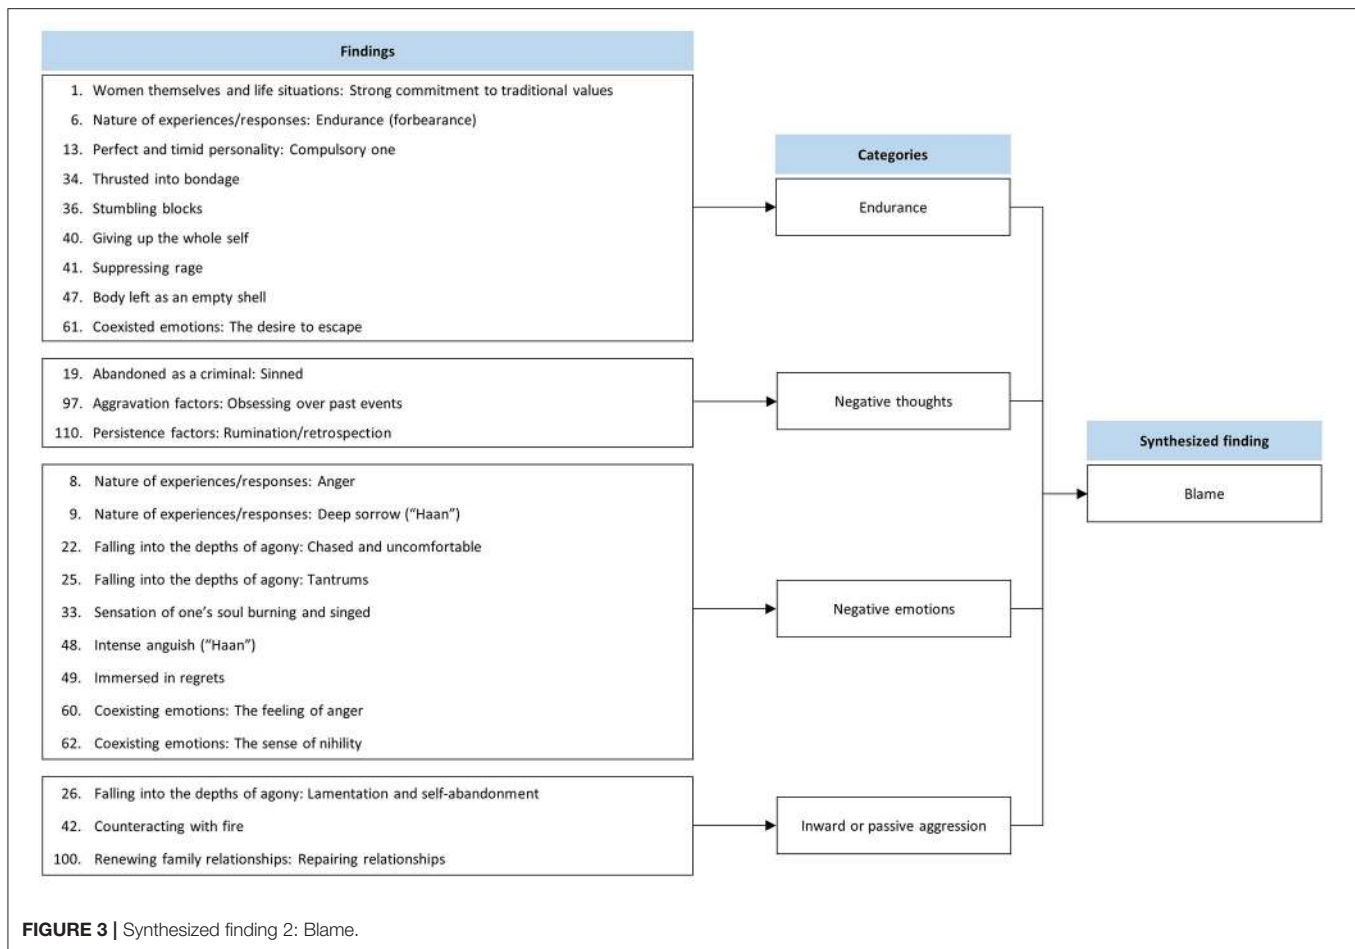 Findings
1. Women themselves and life situations: Strong commitment to traditional values
6. Nature of experiences/responses: Endurance (forbearance)
13. Perfect and timid personality: Compulsory one
34. Thrusted into bondage
36. Stumbling blocks
40. Giving up the whole self
41. Suppressing rage
47. Body left as an empty shell
61. Coexisted emotions: The desire to escape
19. Abandoned as a criminal: Sinned
97. Aggravation factors: Obsessing over past events
110. Persistence factors: Rumination/retrospection
8. Nature of experiences/responses: Anger
9. Nature of experiences/responses: Deep sorrow (“Haan”)
22. Falling into the depths of agony: Chased and uncomfortable
25. Falling into the depths of agony: Tantrums
33. Sensation of one’s soul burning and singed
48. Intense anguish (“Haan”)
49. Immersed in regrets
60. Coexisting emotions: The feeling of anger
62. Coexisting emotions: The sense of nihility
26. Falling into the depths of agony: Lamentation and self-abandonment
42. Counteracting with fire
100. Renewing family relationships: Repairing relationships
Categories
Endurance
Negative thoughts
Negative emotions
Inward or passive aggression
Synthesized finding
Blame
FIGURE 3 | Synthesized finding 2: Blame.